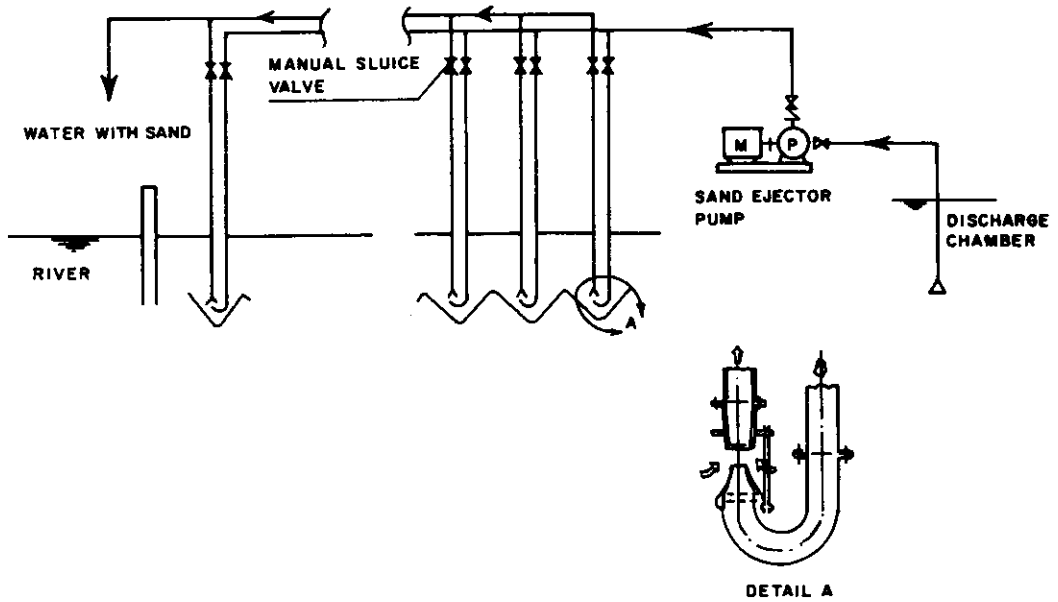 MANUAL SLUICE
VALVE
WATER WITH SAND
M
P
SAND EJECTOR
PUMP
DISCHARGE
CHAMBER
RIVER
A
DETAIL A